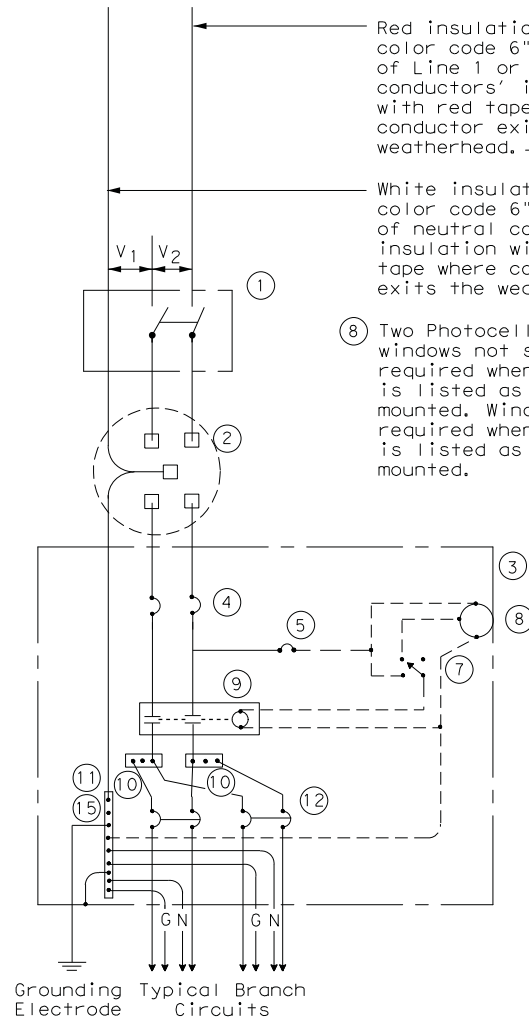 Red insulatio
color code 6"
of Line 1 or
conductors' i
with red tape
conductor exi
weatherhead.
White insulat
color code 6"
of neutral co
insulation wi
tape where co
exits the wea
V1 V2
1
8 Two Photocell
windows not s
required when
is listed as
mounted. Wind
required when
is listed as
mounted.
2
3
4
8
5
7
9
11 10 10
15 12
G N G N
Grounding Typical Branch
Electrode Circuits